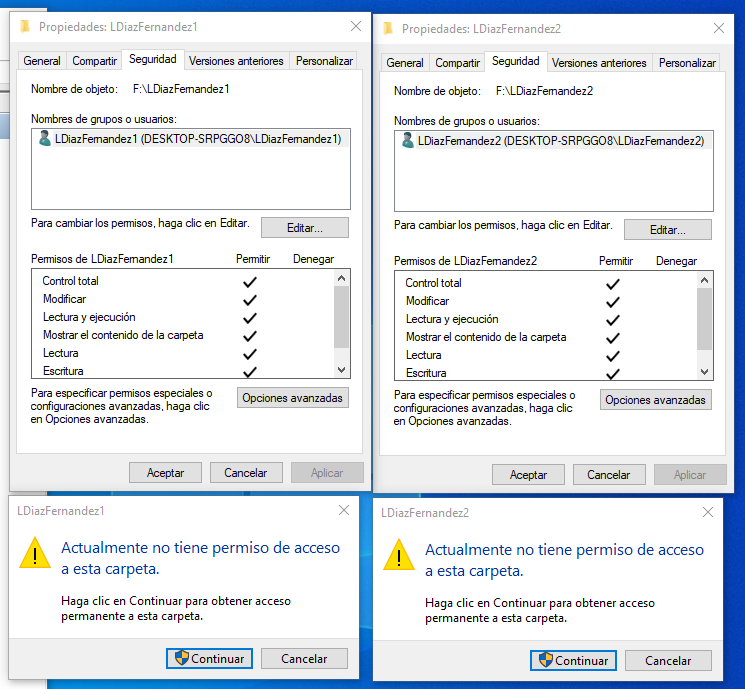 Propiedades: LDiazFernandez1
General Compartir Seguridad Versiones anteriores Personalizar
Nombre de objeto: F:\LDiazFernandez1
Nombres de grupos o usuarios:
LDiazFernandez1 (DESKTOP-SRPGGO8\LDiazFernandez1)
Para cambiar los permisos, haga clic en Editar.
Editar...
Permisos de LDiazFernandez1 Permitir Denegar
Control total
Modificar
Lectura y ejecución
Mostrar el contenido de la carpeta
Lectura
Escritura
Para especificar permisos especiales o
configuraciones avanzadas, haga clic
en Opciones avanzadas.
Opciones avanzadas
Aceptar Cancelar Aplicar
Propiedades: LDiazFernandez2
General Compartir Seguridad Versiones anteriores Personalizar
Nombre de objeto: F:\LDiazFernandez2
Nombres de grupos o usuarios:
LDiazFernandez2 (DESKTOP-SRPGGO8\LDiazFernandez2)
Para cambiar los permisos, haga clic en Editar.
Editar...
Permisos de LDiazFernandez2 Permitir Denegar
Control total
Modificar
Lectura y ejecución
Mostrar el contenido de la carpeta
Lectura
Escritura
Para especificar permisos especiales o
configuraciones avanzadas, haga clic
en Opciones avanzadas.
Opciones avanzadas
Aceptar Cancelar Aplicar
LDiazFernandez1
Actualmente no tiene permiso de acceso
a esta carpeta.
Haga clic en Continuar para obtener acceso
permanente a esta carpeta.
Continuar Cancelar
LDiazFernandez2
Actualmente no tiene permiso de acceso
a esta carpeta.
Haga clic en Continuar para obtener acceso
permanente a esta carpeta.
Continuar Cancelar